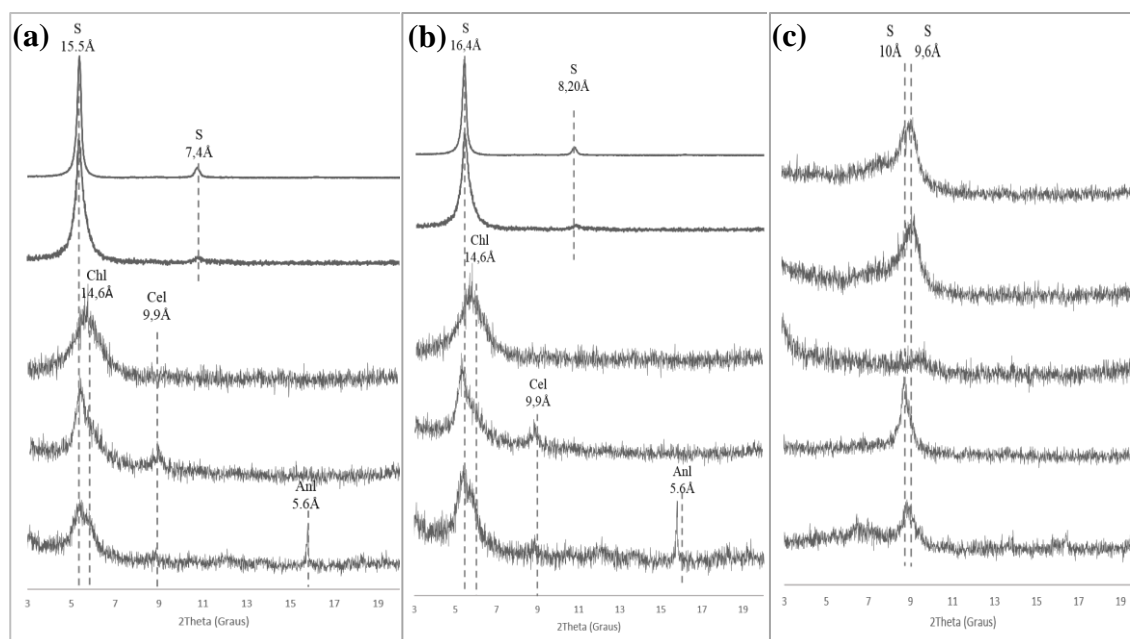 (a)
S
15.5Å
S
7,4Å
Chl
14,6Å
Cel
9,9Å
Anl
5.6Å
3 5 7 9 11 13 15 17 19
2Theta (Graus)
(b)
S
16,4Å
S
8,20Å
Chl
14,6Å
Cel
9,9Å
Anl
5.6Å
3 5 7 9 11 13 15 17 19
2Theta (Graus)
(c)
S S
10Å 9,6Å
3 5 7 9 11 13 15 17 19
2Theta (Graus)